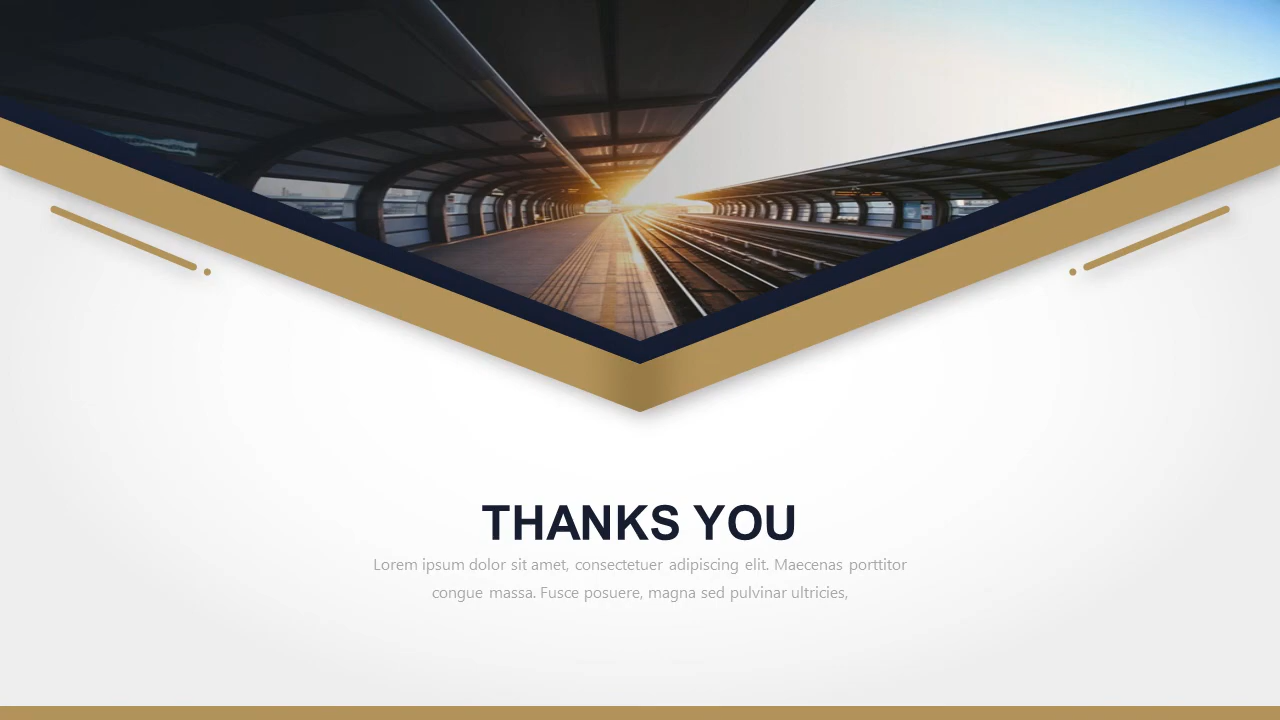 THANKS YOU
Lorem ipsum dolor sit amet, consectetuer adipiscing elit. Maecenas porttitor
congue massa. Fusce posuere, magna sed pulvinar ultricies,